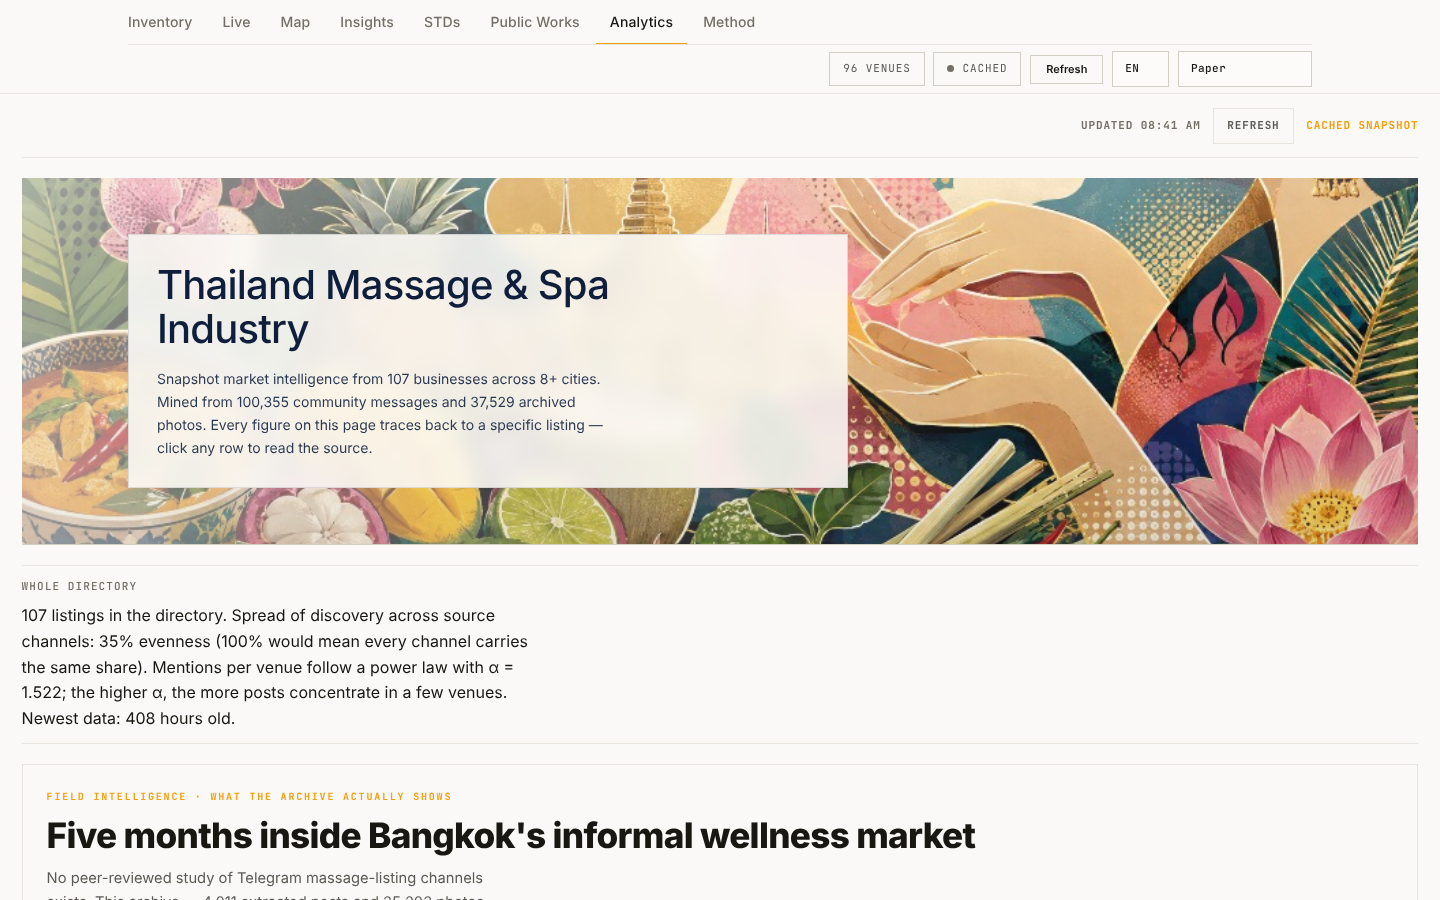 Inventory Live Map Insights STDs Public Works Analytics Method
96 VENUES CACHED Refresh EN Paper
UPDATED 08:41 AM REFRESH CACHED SNAPSHOT
Thailand Massage & Spa
Industry
Snapshot market intelligence from 107 businesses across 8+ cities.
Mined from 100,355 community messages and 37,529 archived
photos. Every figure on this page traces back to a specific listing —
click any row to read the source.
WHOLE DIRECTORY
107 listings in the directory. Spread of discovery across source
channels: 35% evenness (100% would mean every channel carries
the same share). Mentions per venue follow a power law with α =
1.522; the higher α, the more posts concentrate in a few venues.
Newest data: 408 hours old.
FIELD INTELLIGENCE · WHAT THE ARCHIVE ACTUALLY SHOWS
Five months inside Bangkok's informal wellness market
No peer-reviewed study of Telegram massage-listing channels